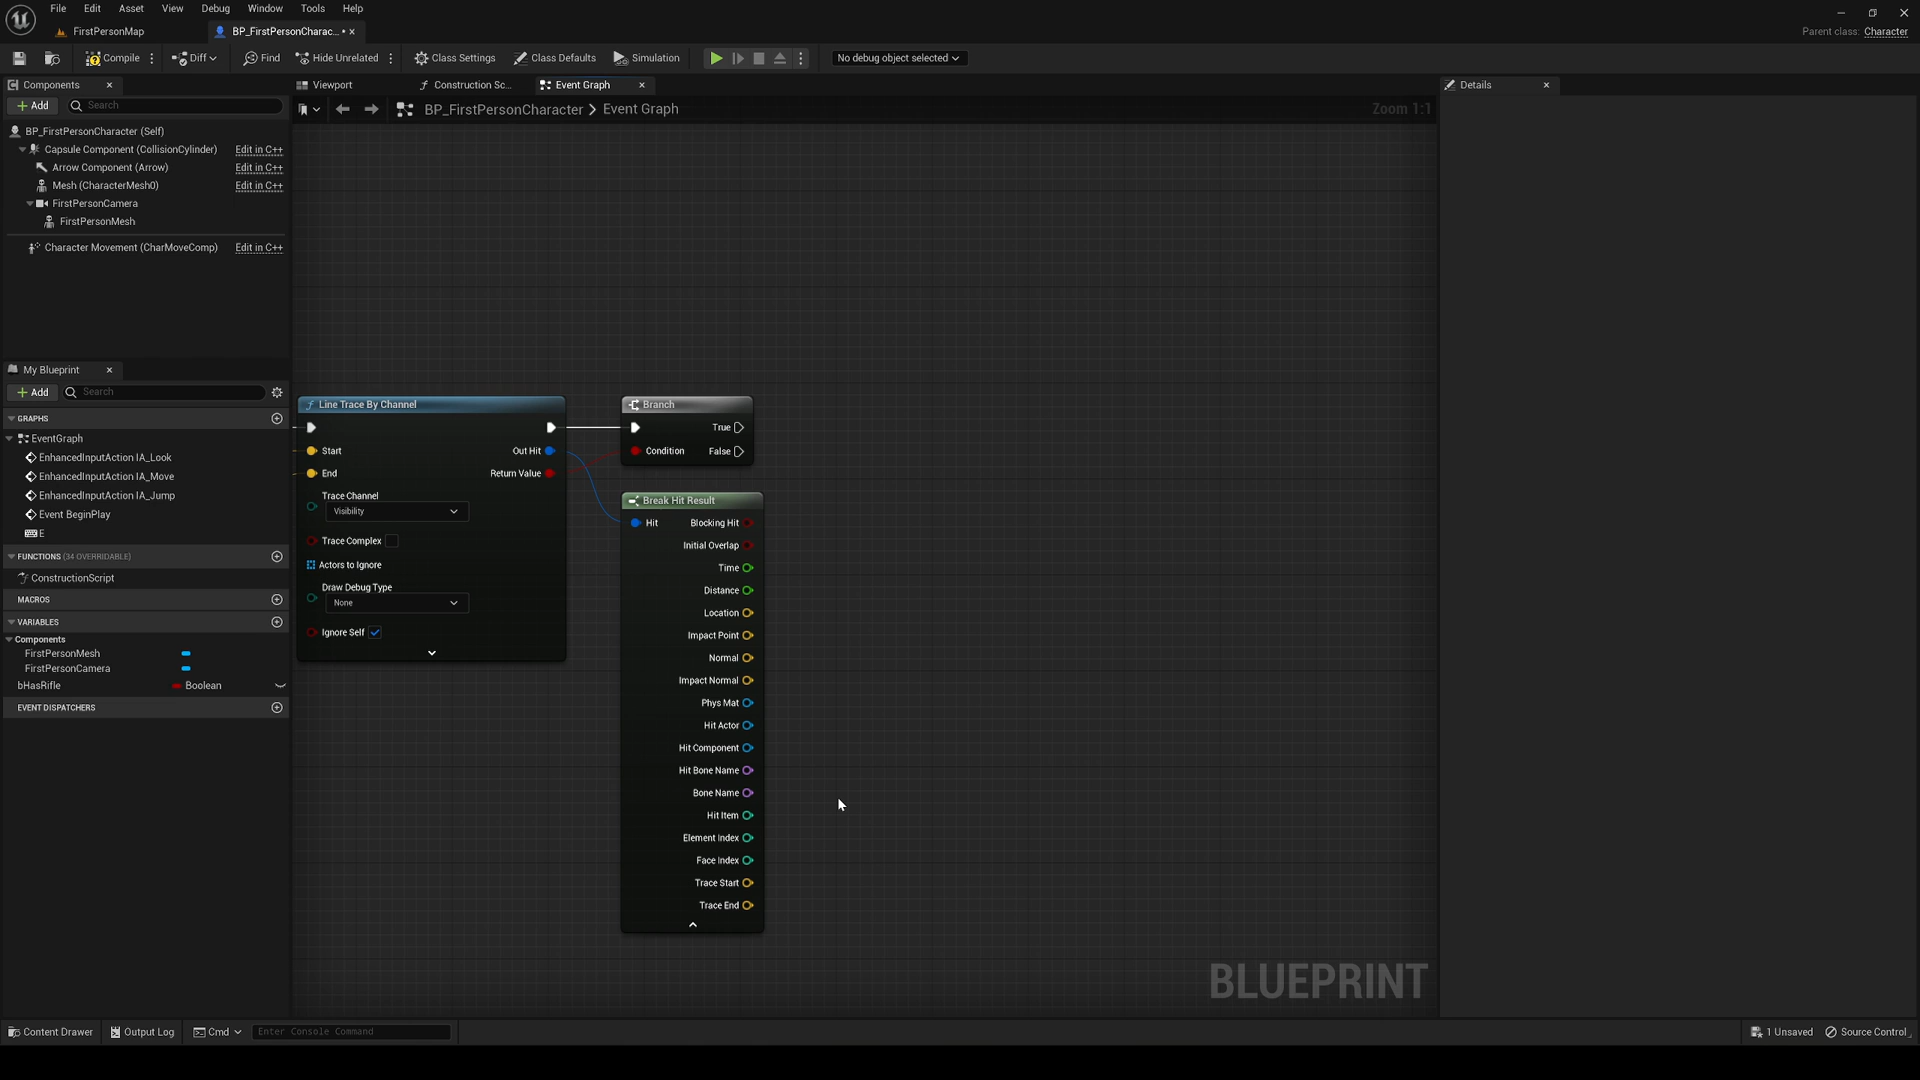 File Edit Asset View Debug Window Tools Help
FirstPersonMap
BP_FirstPersonCharac... •
Parent class: Character
Compile
Diff
Find
Hide Unrelated
Class Settings
Class Defaults
Simulation
No debug object selected
Components
Add
Search
BP_FirstPersonCharacter (Self)
Capsule Component (CollisionCylinder) Edit in C++
Arrow Component (Arrow) Edit in C++
Mesh (CharacterMesh0) Edit in C++
FirstPersonCamera
FirstPersonMesh
Character Movement (CharMoveComp) Edit in C++
My Blueprint
Add
Search
GRAPHS
EventGraph
EnhancedInputAction IA_Look
EnhancedInputAction IA_Move
EnhancedInputAction IA_Jump
Event BeginPlay
E
FUNCTIONS (34 OVERRIDABLE)
ConstructionScript
MACROS
VARIABLES
Components
FirstPersonMesh
FirstPersonCamera
bHasRifle Boolean
EVENT DISPATCHERS
Viewport
Construction Sc...
Event Graph
BP_FirstPersonCharacter > Event Graph
Zoom 1:1
Line Trace By Channel
Start
Out Hit
End
Return Value
Trace Channel
Visibility
Trace Complex
Actors to Ignore
Draw Debug Type
None
Ignore Self
Branch
True
Condition
False
Break Hit Result
Hit
Blocking Hit
Initial Overlap
Time
Distance
Location
Impact Point
Normal
Impact Normal
Phys Mat
Hit Actor
Hit Component
Hit Bone Name
Bone Name
Hit Item
Element Index
Face Index
Trace Start
Trace End
BLUEPRINT
Details
Content Drawer
Output Log
Cmd
Enter Console Command
1 Unsaved
Source Control